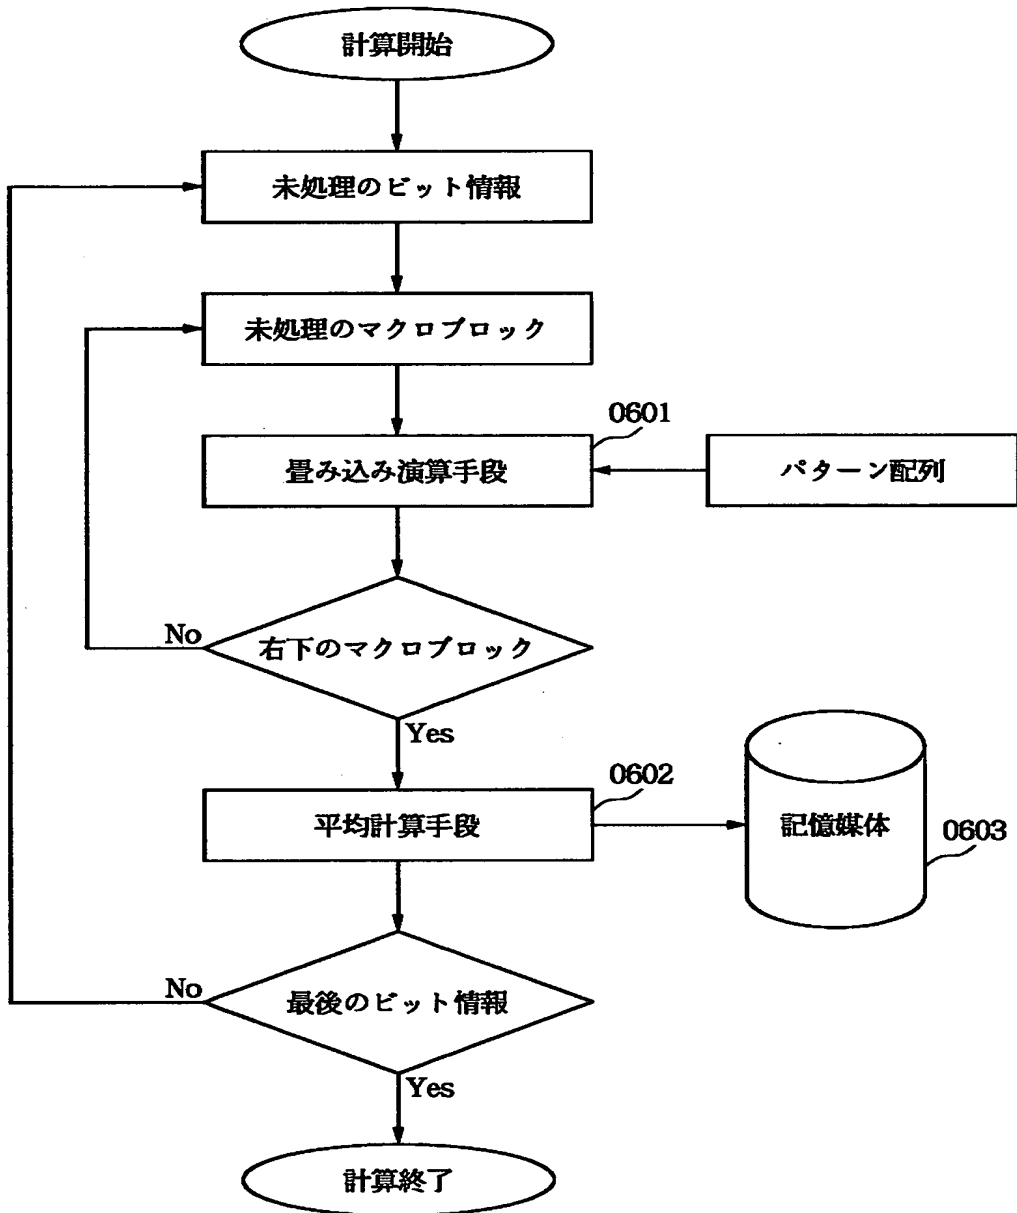 計算開始
未処理のビット情報
未処理のマクロブロック
0601
畳み込み演算手段
パターン配列
No
右下のマクロブロック
Yes
0602
平均計算手段
記憶媒体
0603
No
最後のビット情報
Yes
計算終了